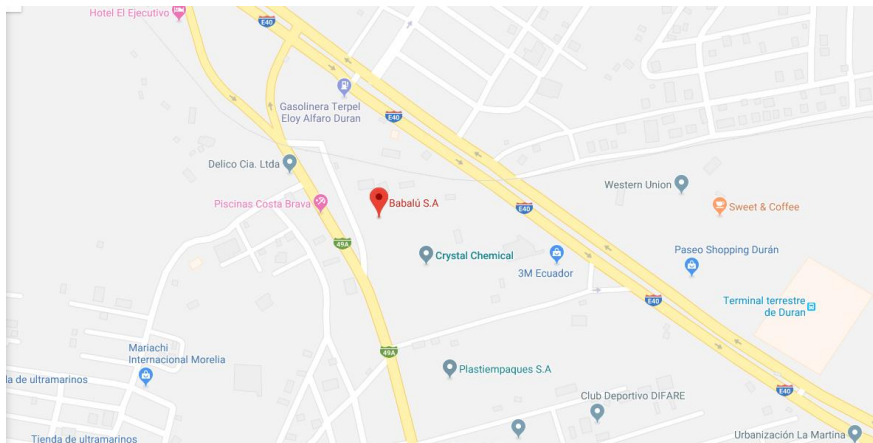 Hotel El Ejecutivo
E40
Gasolinera Terpel
Eloy Alfaro Duran
E40
Delico Cia. Ltda
Western Union
Piscinas Costa Brava
Babalú S.A
E40
Sweet & Coffee
49A
Crystal Chemical
3M Ecuador
Paseo Shopping Durán
E40
Terminal terrestre
de Duran
Mariachi
Internacional Morelia
49A
da de ultramarinos
Plastiempaques S.A
E40
Club Deportivo DIFARE
Tienda de ultramarinos
Urbanización La Martina